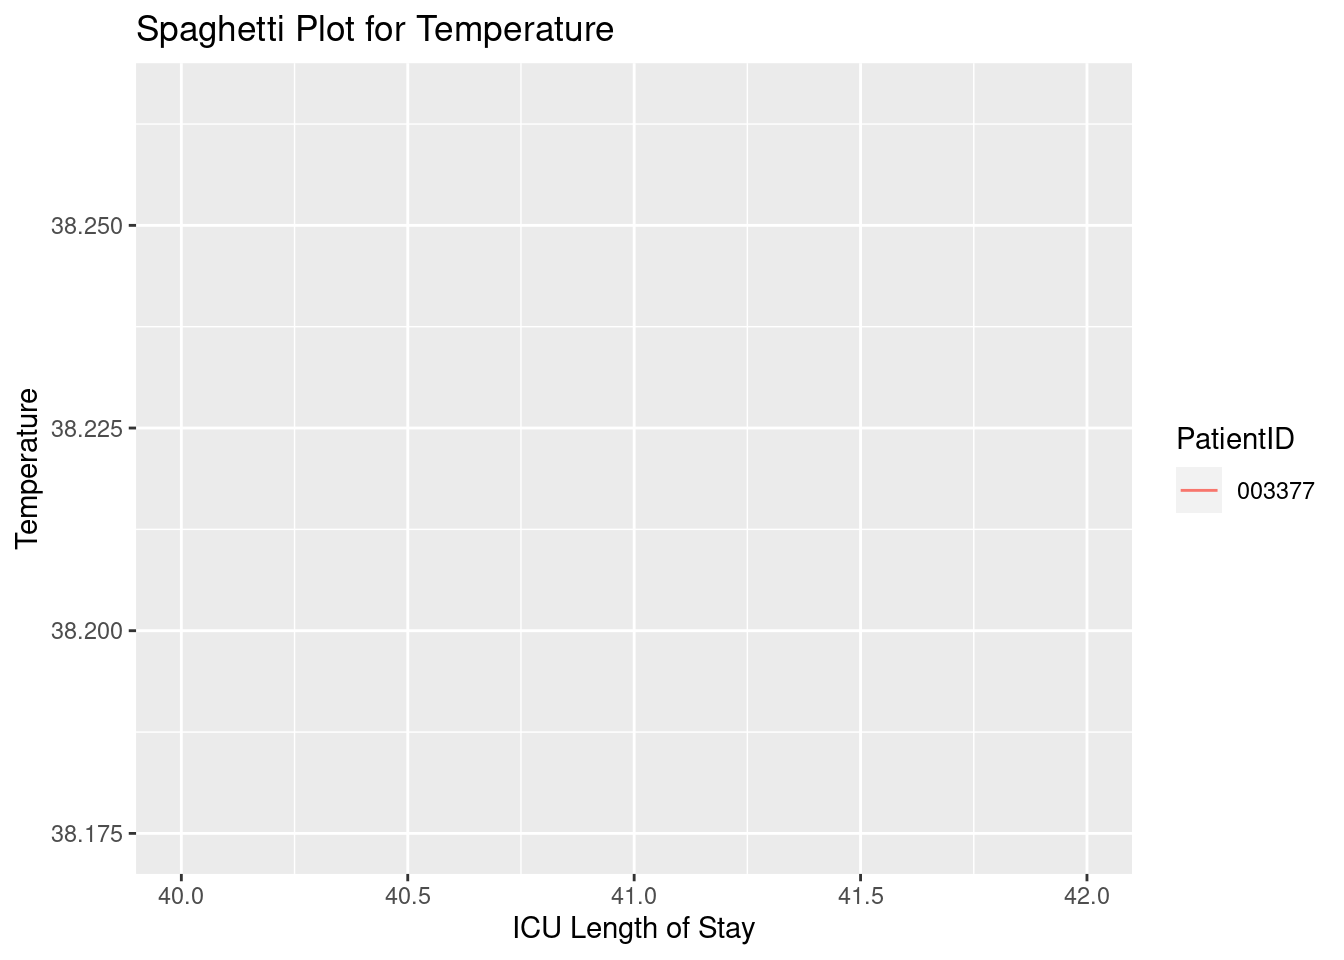 Spaghetti Plot for Temperature
Temperature
38.250
38.225
38.200
38.175
40.0 40.5 41.0 41.5 42.0
ICU Length of Stay
PatientID
003377